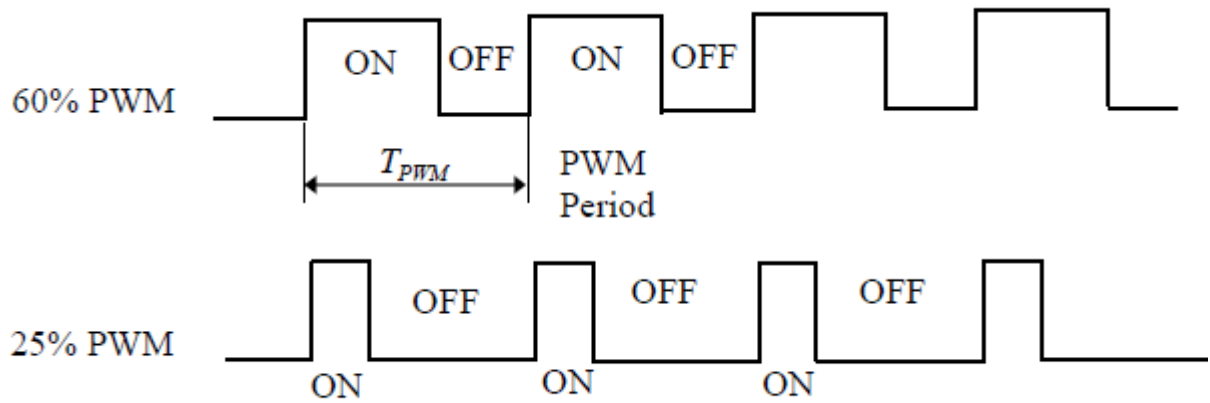 ON OFF ON OFF
60% PWM
T_PWM
PWM
Period
OFF OFF OFF
25% PWM
ON ON ON